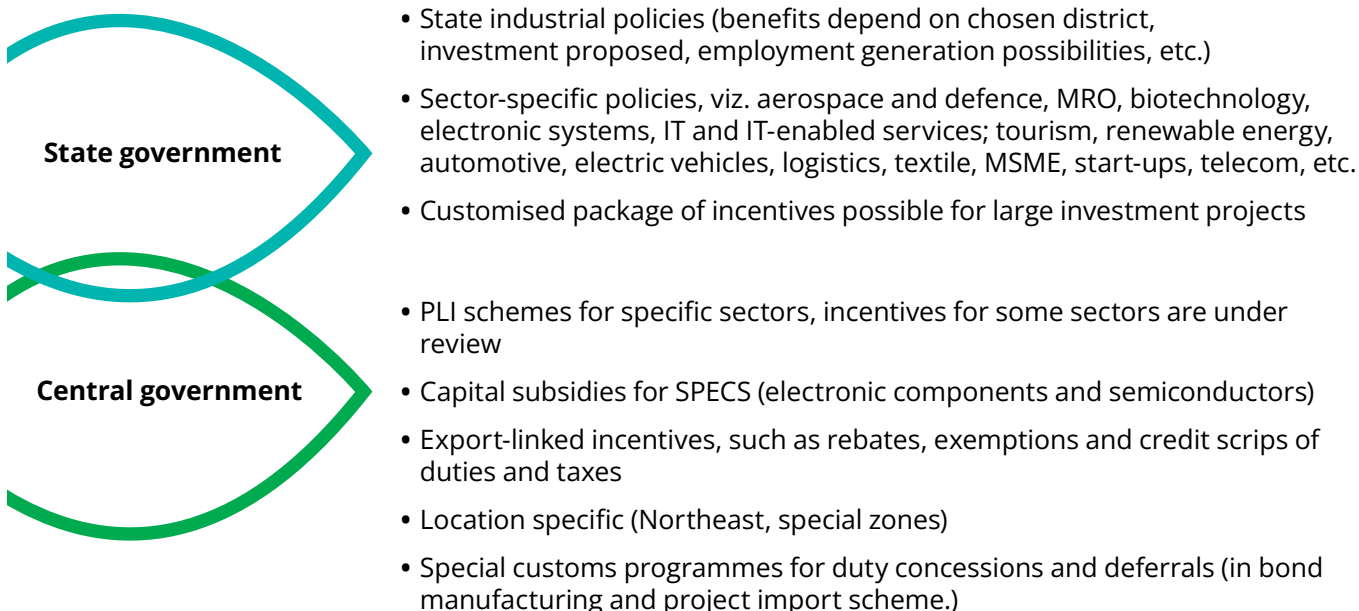 State government
• State industrial policies (benefits depend on chosen district,
investment proposed, employment generation possibilities, etc.)
• Sector-specific policies, viz. aerospace and defence, MRO, biotechnology,
electronic systems, IT and IT-enabled services; tourism, renewable energy,
automotive, electric vehicles, logistics, textile, MSME, start-ups, telecom, etc.
• Customised package of incentives possible for large investment projects
Central government
• PLI schemes for specific sectors, incentives for some sectors are under
review
• Capital subsidies for SPECS (electronic components and semiconductors)
• Export-linked incentives, such as rebates, exemptions and credit scrips of
duties and taxes
• Location specific (Northeast, special zones)
• Special customs programmes for duty concessions and deferrals (in bond
manufacturing and project import scheme.)